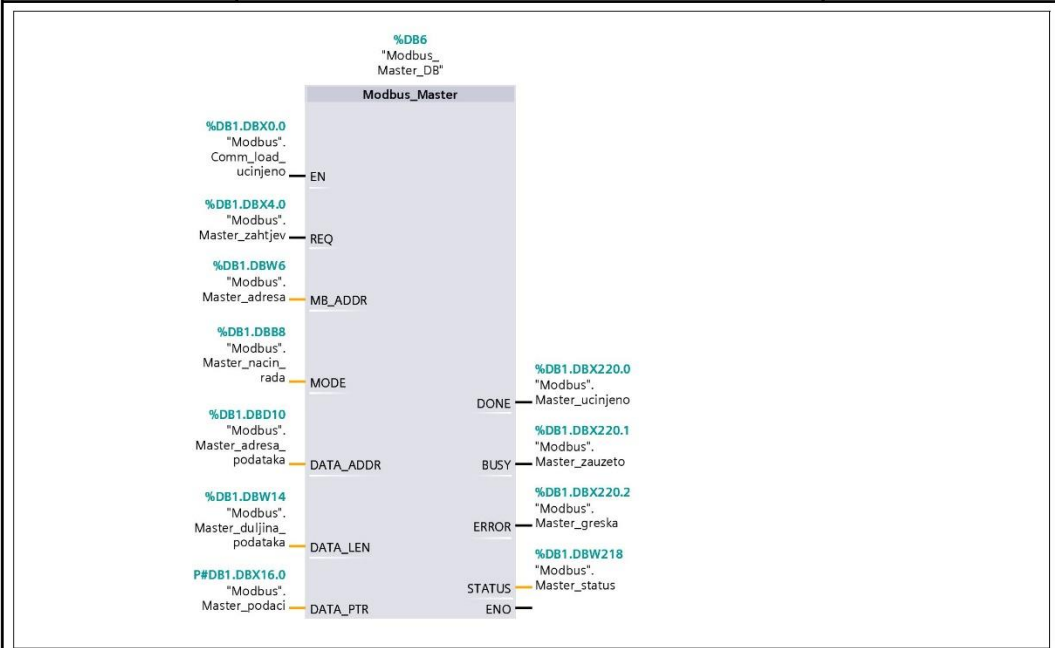 %DB6
"Modbus_
Master_DB"
Modbus_Master
%DB1.DBX0.0
"Modbus".
Comm_load_
ucinjeno
EN
%DB1.DBX4.0
"Modbus".
Master_zahtjev
REQ
%DB1.DBW6
"Modbus".
Master_adresa
MB_ADDR
%DB1.DBB8
"Modbus".
Master_nacin_
rada
MODE
%DB1.DBD10
"Modbus".
Master_adresa_
podataka
DATA_ADDR
%DB1.DBW14
"Modbus".
Master_duljina_
podataka
DATA_LEN
P#DB1.DBX16.0
"Modbus".
Master_podaci
DATA_PTR
%DB1.DBX220.0
"Modbus".
DONE
Master_ucinjeno
%DB1.DBX220.1
"Modbus".
BUSY
Master_zauzeto
%DB1.DBX220.2
"Modbus".
ERROR
Master_greska
%DB1.DBW218
"Modbus".
STATUS
Master_status
ENO